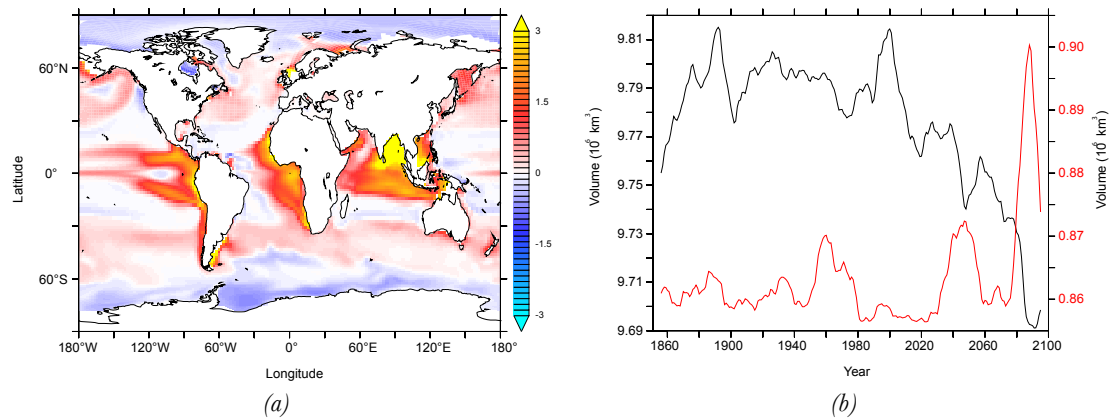 3
1.5
0
-1.5
-3
60°N
0°
60°S
Latitude
180°W
120°W
60°W
0°
60°E
120°E
180°
Longitude
(a)
9.81
9.79
9.77
9.75
9.73
9.71
9.69
Volume (10⁶ km³)
0.90
0.89
0.88
0.87
0.86
Volume (10⁶ km³)
1860
1900
1940
1980
2020
2060
2100
Year
(b)